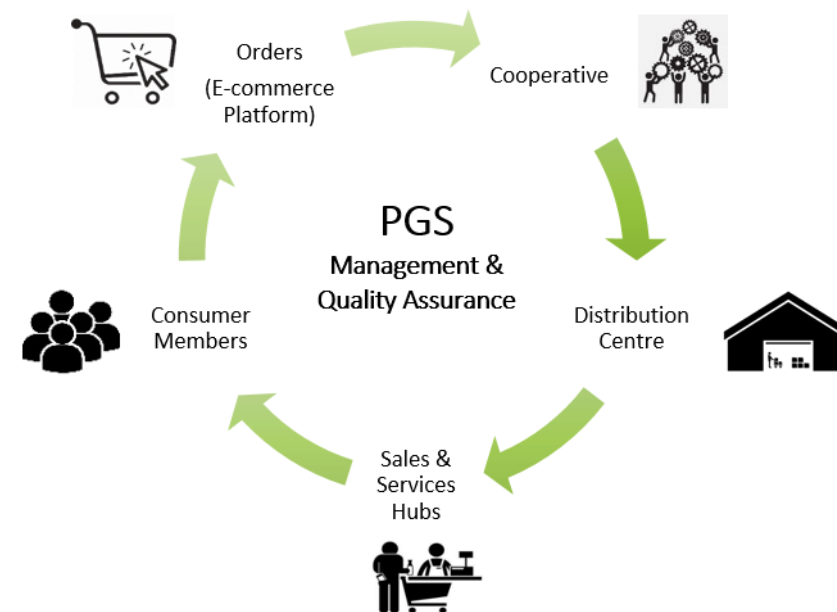 Orders
(E-commerce
Platform)
Cooperative
PGS
Management &
Quality Assurance
Distribution
Centre
Sales &
Services
Hubs
Consumer
Members